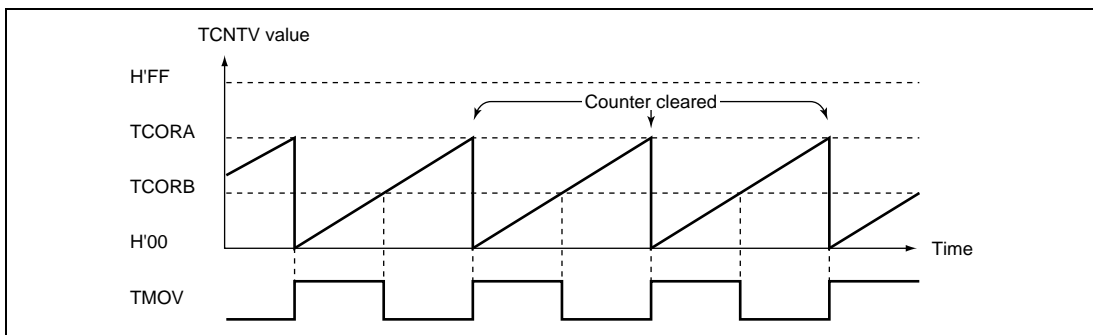 TCNTV value
H'FF
Counter cleared
TCORA
TCORB
H'00
Time
TMOV